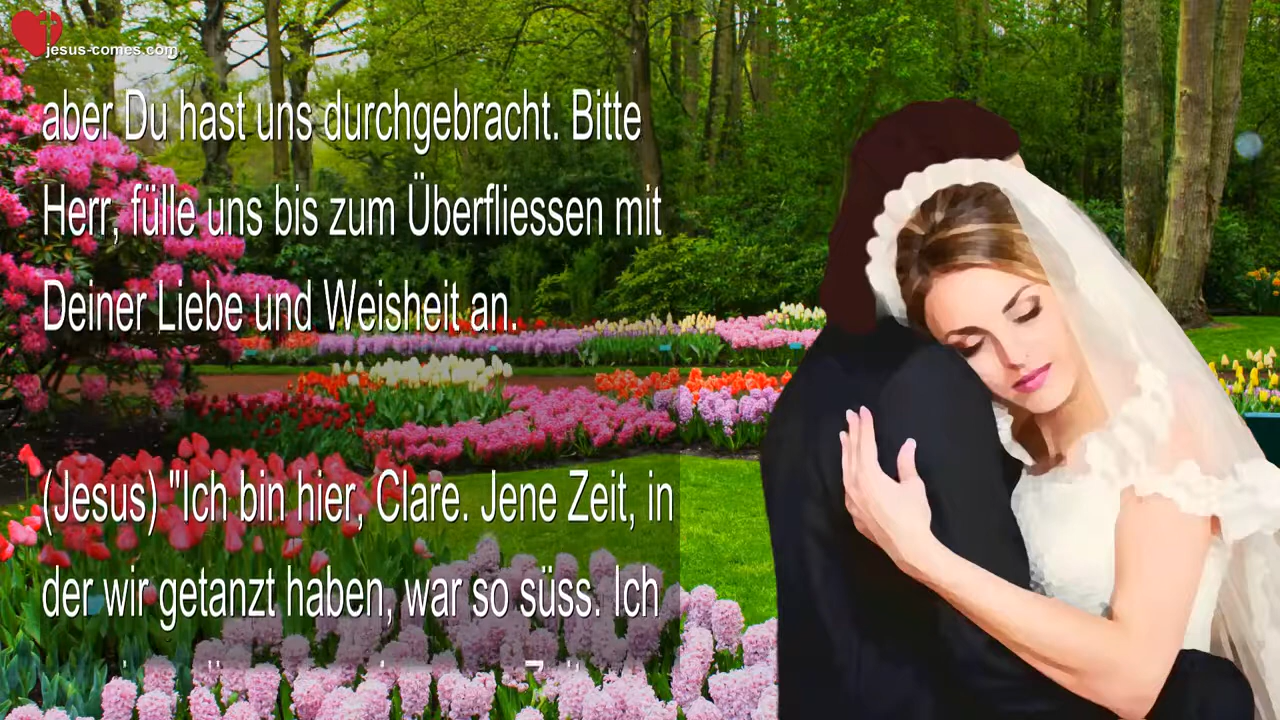 jesus-comes.com
aber Du hast uns durchgebracht. Bitte
Herr, fülle uns bis zum Überfliessen mit
Deiner Liebe und Weisheit an.
(Jesus) "Ich bin hier, Clare. Jene Zeit, in
der wir getanzt haben, war so süss. Ich